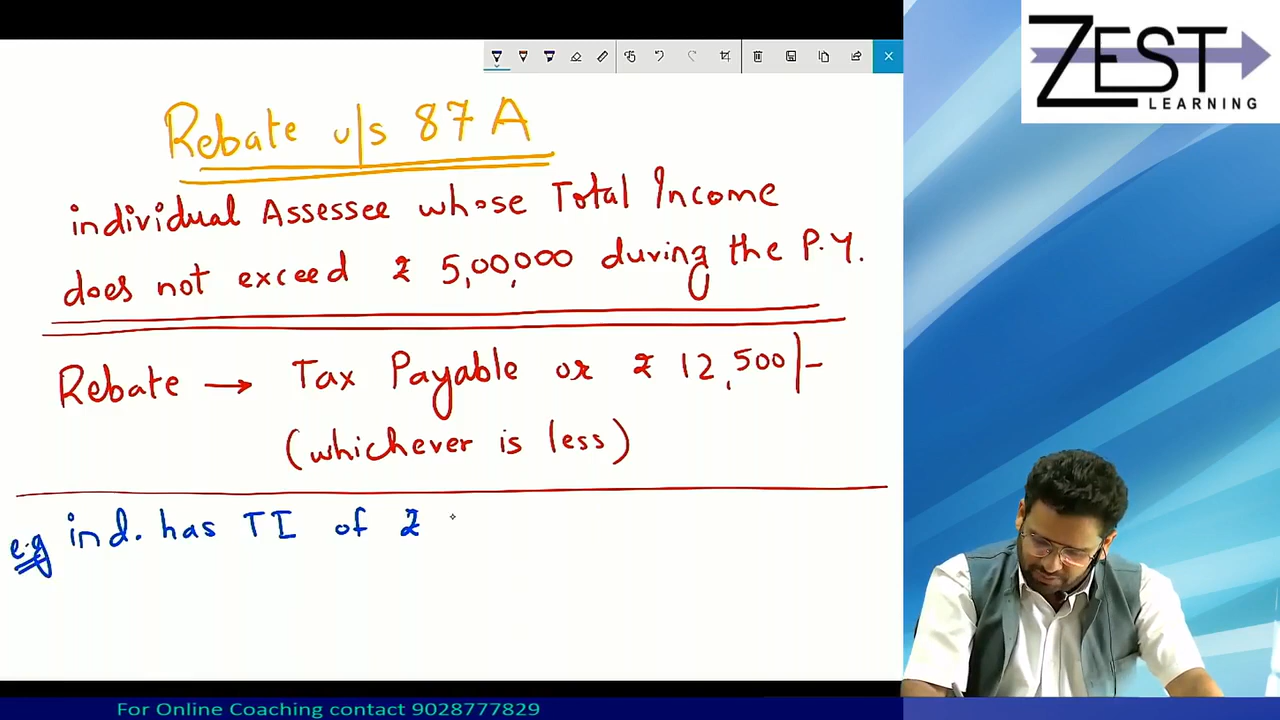 ZEST
LEARNING
Rebate u/s 87A
individual Assessee whose Total Income
does not exceed ₹ 5,00,000 during the P.Y.
Rebate → Tax Payable or ₹ 12,500/-
(whichever is less)
e.g ind. has TI of ₹
For Online Coaching contact 9028777829